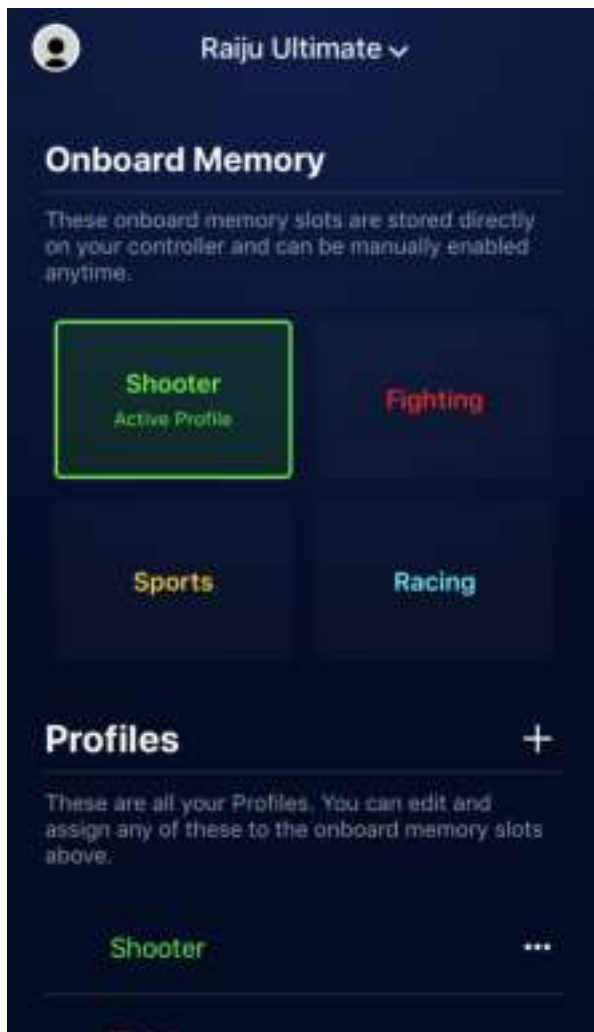 Raiju Ultimate
Onboard Memory
These onboard memory slots are stored directly
on your controller and can be manually enabled
anytime.
Shooter
Active Profile
Fighting
Sports
Racing
Profiles
These are all your Profiles. You can edit and
assign any of these to the onboard memory slots
above.
Shooter